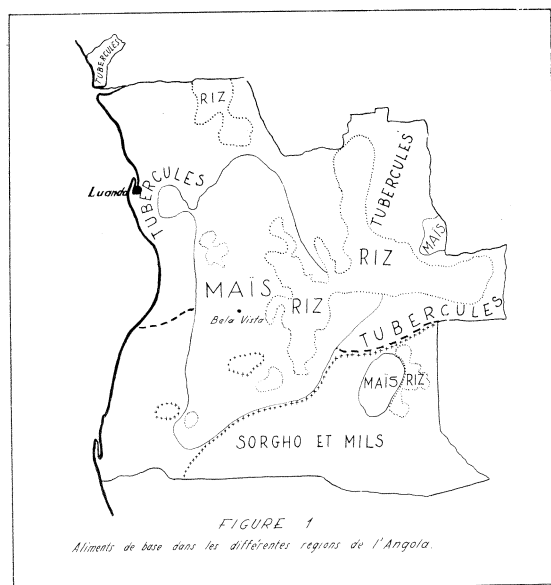 TUBERCULES
RIZ
TUBERCULES
Luanda
TUBERCULES
MAÏS
RIZ
MAÏS
RIZ
Bela Vista
TUBERCULES
MAÏS
RIZ
SORGHO ET MILS
FIGURE 1
Aliments de base dans les différentes regions de l'Angola.